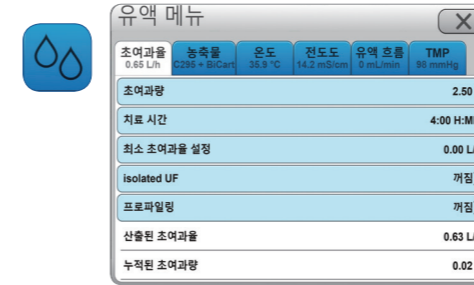 유액 메뉴
X
초여과율 농축물 온도 전도도 유액 흐름 TMP
0.65 L/h C295 + BiCart 35.9 °C 14.2 mS/cm 0 mL/min 98 mmHg
초여과량 2.50
치료 시간 4:00 H:M
최소 초여과율 설정 0.00 L/
isolated UF 꺼짐
프로파일링 꺼짐
산출된 초여과율 0.63 L/
누적된 초여과량 0.02